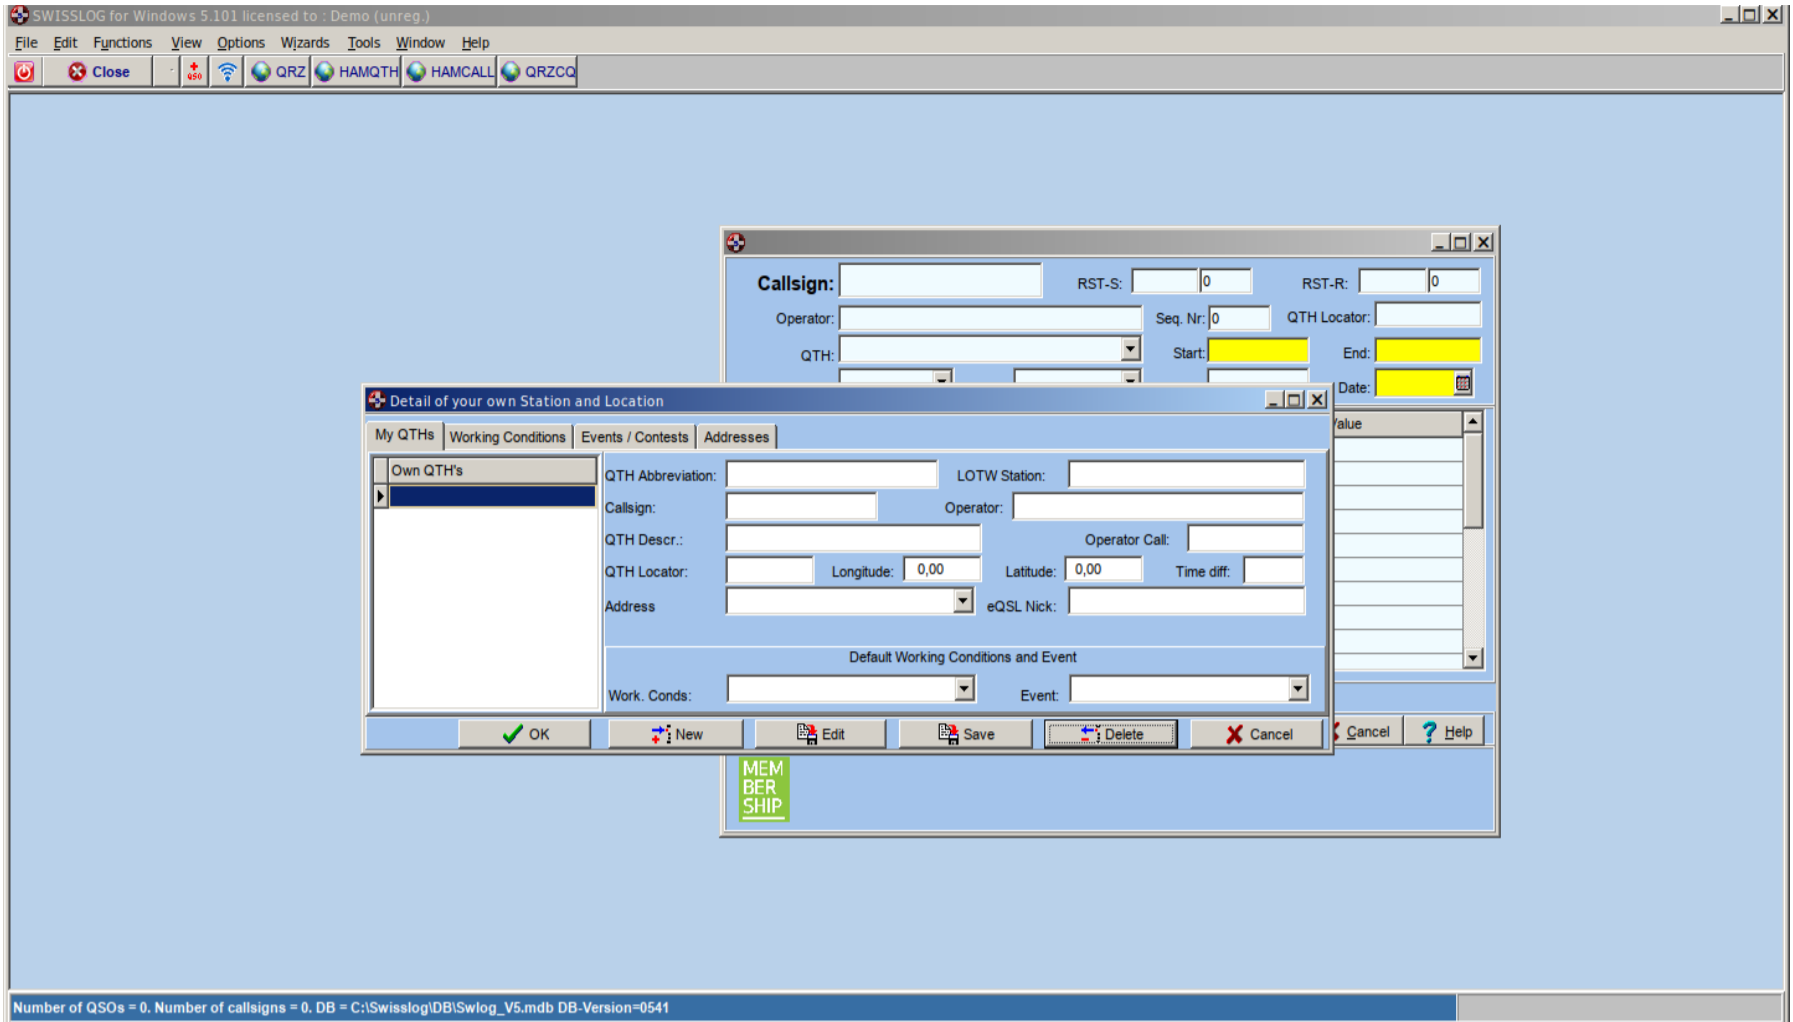 SWISSLOG for Windows 5.101 licensed to : Demo (unreg.)
File Edit Functions View Options Wizards Tools Window Help
Close QSO QRZ HAMQTH HAMCALL QRZCQ
Callsign: RST-S: 0 RST-R: 0
Operator: Seq. Nr: 0 QTH Locator:
QTH: Start: End:
Date:
Detail of your own Station and Location
My QTHs Working Conditions Events / Contests Addresses
Own QTH's
QTH Abbreviation: LOTW Station:
Callsign: Operator:
QTH Descr.: Operator Call:
QTH Locator: Longitude: 0,00 Latitude: 0,00 Time diff:
Address eQSL Nick:
Default Working Conditions and Event
Work. Conds: Event:
OK New Edit Save Delete Cancel
Cancel Help
MEM
BER
SHIP
Number of QSOs = 0. Number of callsigns = 0. DB = C:\Swisslog\DB\Swlog_V5.mdb DB-Version=0541